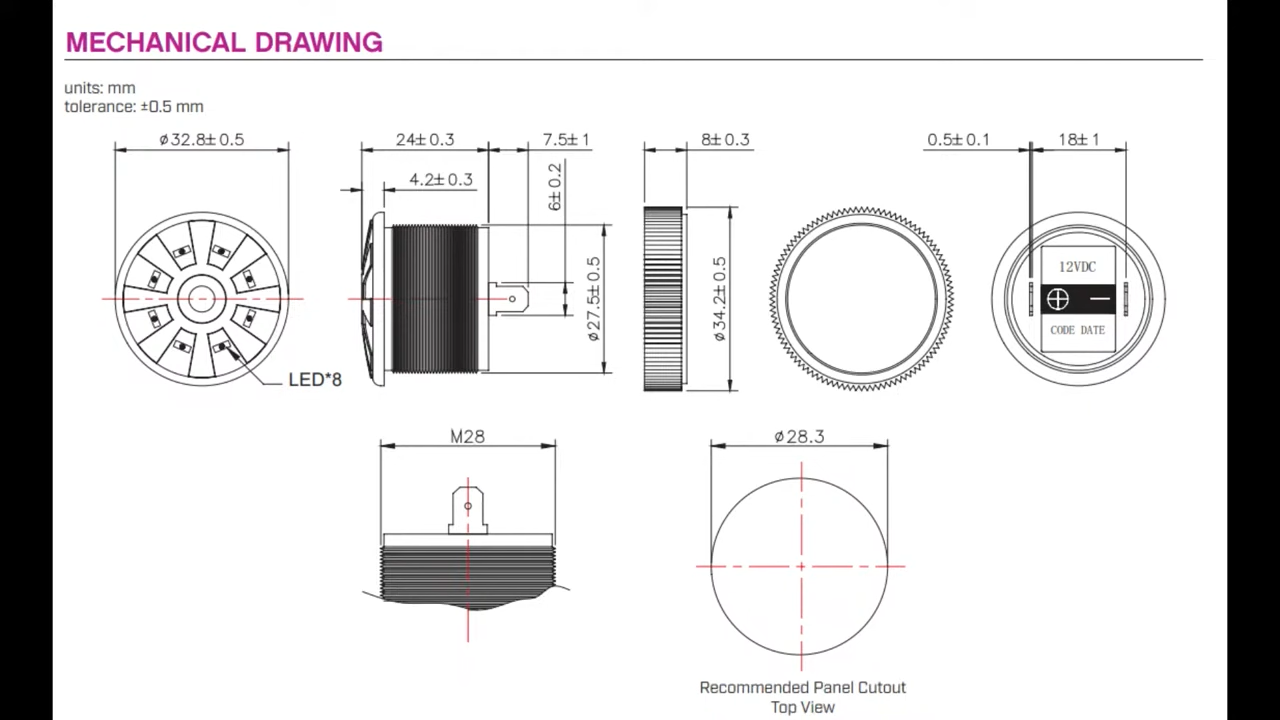 MECHANICAL DRAWING
units: mm
tolerance: ±0.5 mm
ø32.8±0.5
24±0.3
7.5±1
8±0.3
0.5±0.1
18±1
4.2±0.3
6±0.2
ø27.5±0.5
ø34.2±0.5
12VDC
CODE DATE
LED*8
M28
ø28.3
Recommended Panel Cutout
Top View